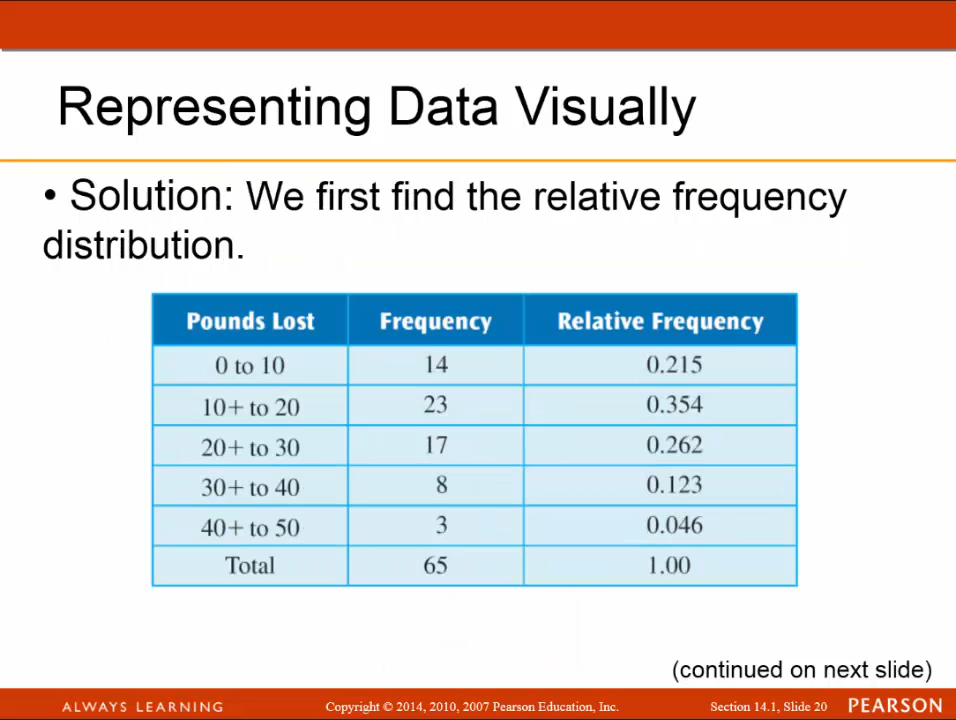 Representing Data Visually
• Solution: We first find the relative frequency
distribution.
Pounds Lost Frequency Relative Frequency
0 to 10 14 0.215
10+ to 20 23 0.354
20+ to 30 17 0.262
30+ to 40 8 0.123
40+ to 50 3 0.046
Total 65 1.00
(continued on next slide)
ALWAYS LEARNING Copyright © 2014, 2010, 2007 Pearson Education, Inc. Section 14.1, Slide 20 PEARSON